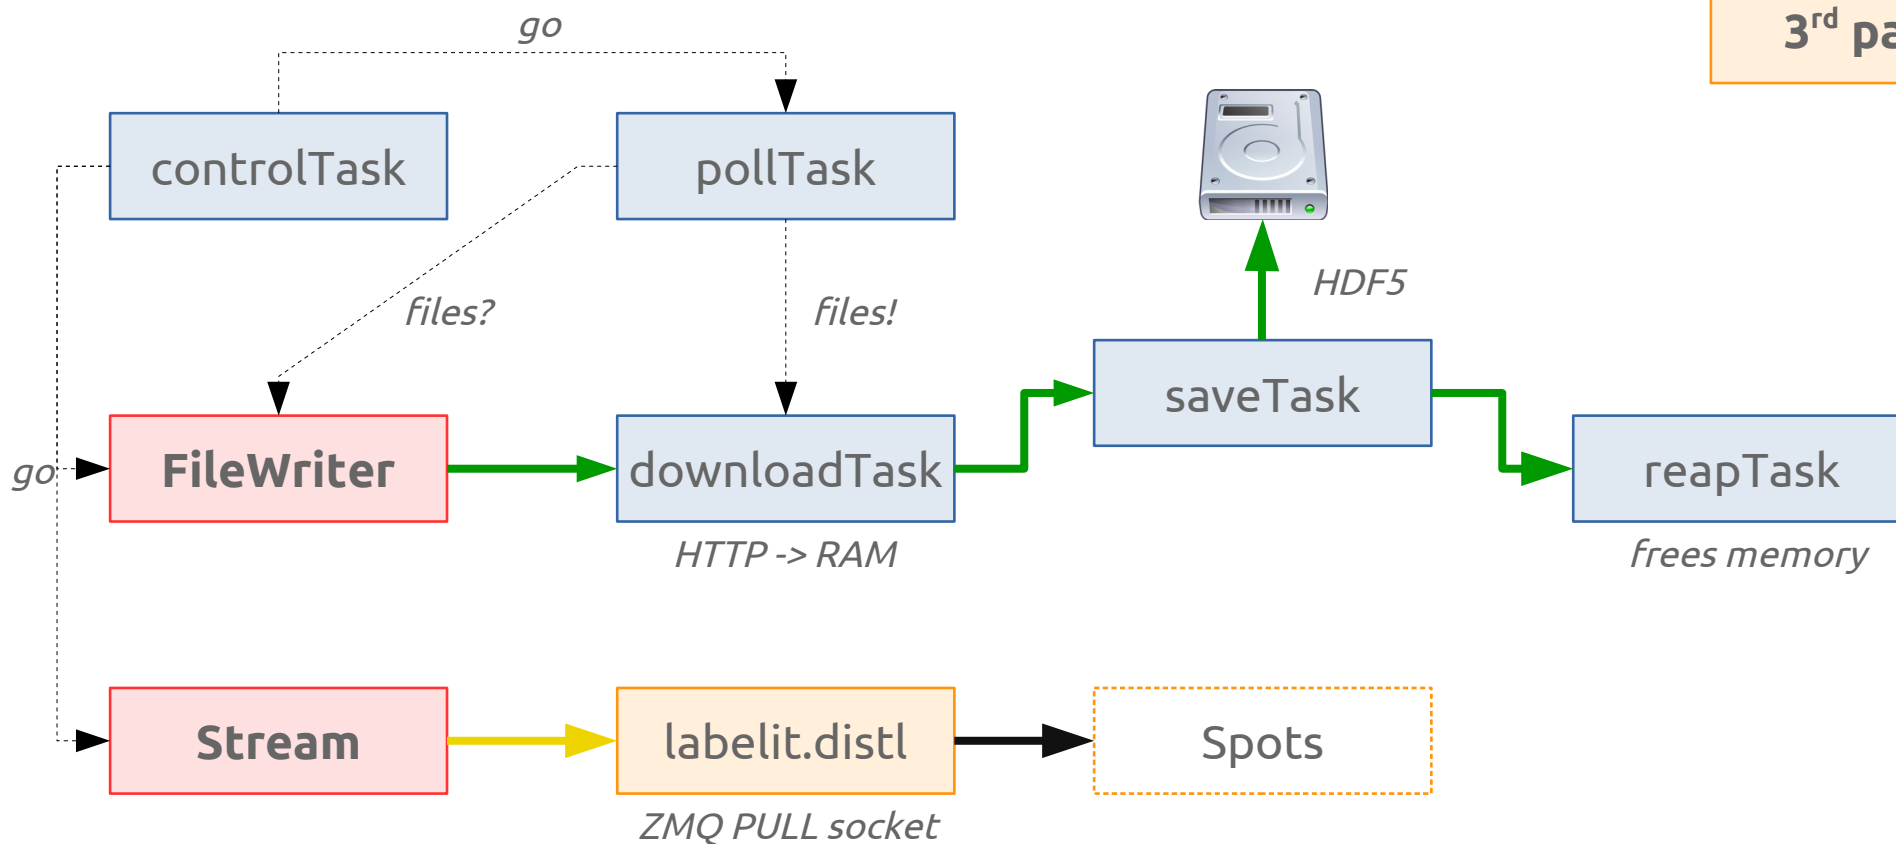 go
3rd
controlTask
pollTask
HDF5
files?
files!
saveTask
go
FileWriter
downloadTask
reapTask
HTTP -> RAM
frees memory
Stream
labelit.distl
Spots
ZMQ PULL socket